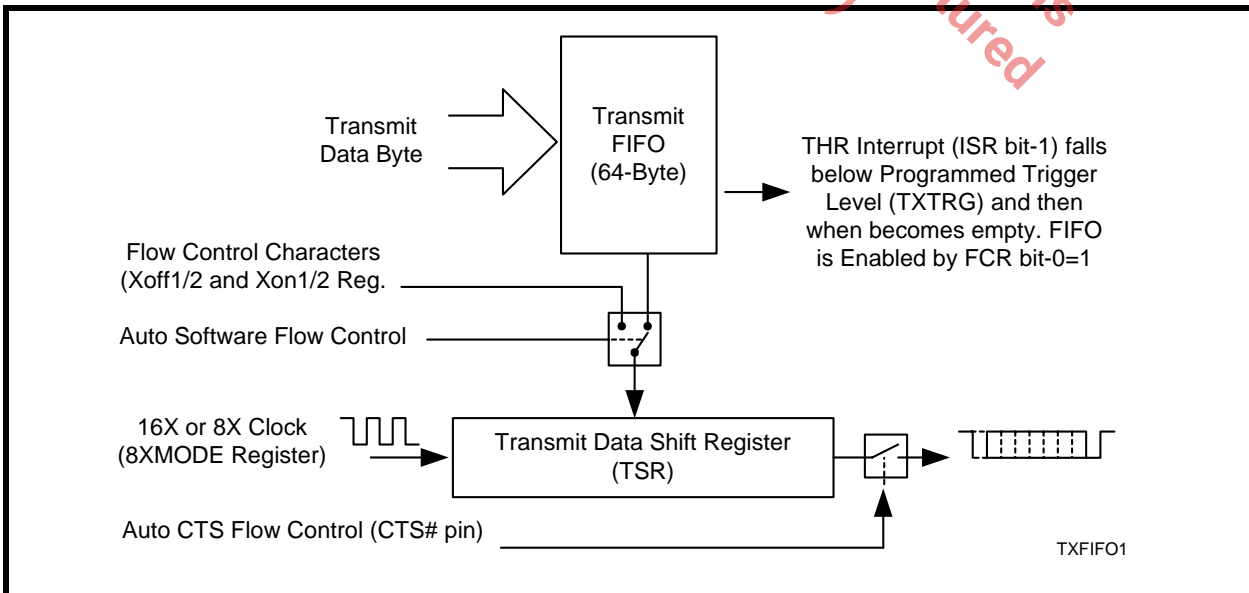 Transmit
Data Byte
Transmit
FIFO
(64-Byte)
THR Interrupt (ISR bit-1) falls
below Programmed Trigger
Level (TXTRG) and then
when becomes empty. FIFO
is Enabled by FCR bit-0=1
Flow Control Characters
(Xoff1/2 and Xon1/2 Reg.
Auto Software Flow Control
16X or 8X Clock
(8XMODE Register)
Transmit Data Shift Register
(TSR)
Auto CTS Flow Control (CTS# pin)
TXFIFO1